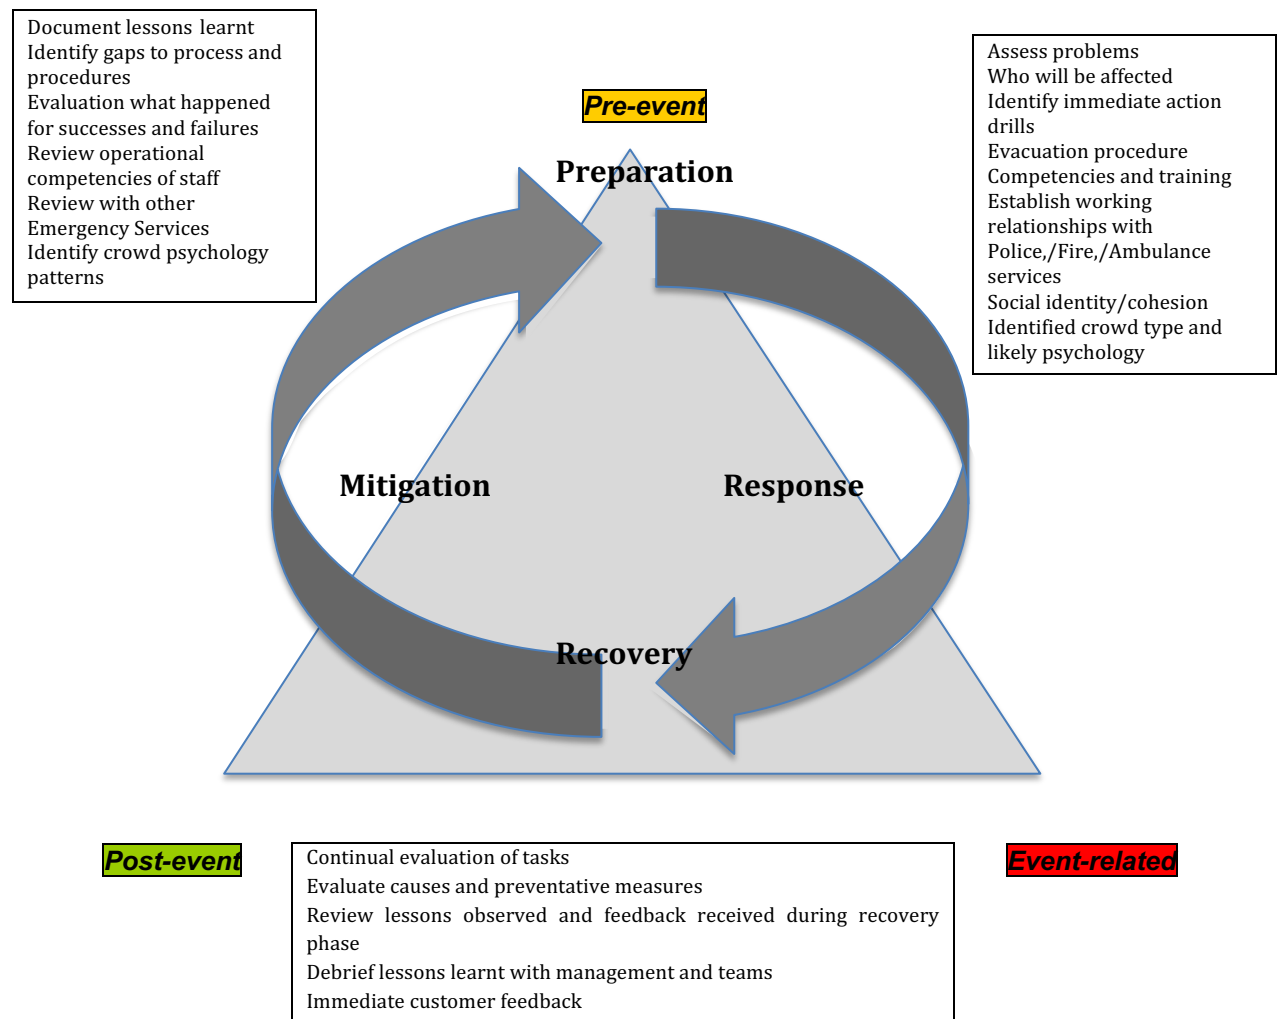 Document lessons learnt
Identify gaps to process and
procedures
Evaluation what happened
for successes and failures
Review operational
competencies of staff
Review with other
Emergency Services
Identify crowd psychology
patterns
Assess problems
Who will be affected
Identify immediate action
drills
Evacuation procedure
Competencies and training
Establish working
relationships with
Police,/Fire,/Ambulance
services
Social identity/cohesion
Identified crowd type and
likely psychology
Pre-event
Preparation
Mitigation
Response
Recovery
Post-event
Continual evaluation of tasks
Evaluate causes and preventative measures
Review lessons observed and feedback received during recovery
phase
Debrief lessons learnt with management and teams
Immediate customer feedback
Event-related